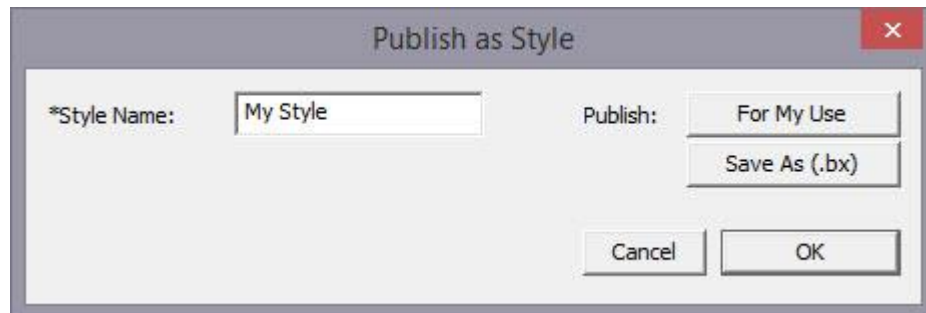 Publish as Style
*Style Name: My Style Publish: For My Use
Save As (.bx)
Cancel OK